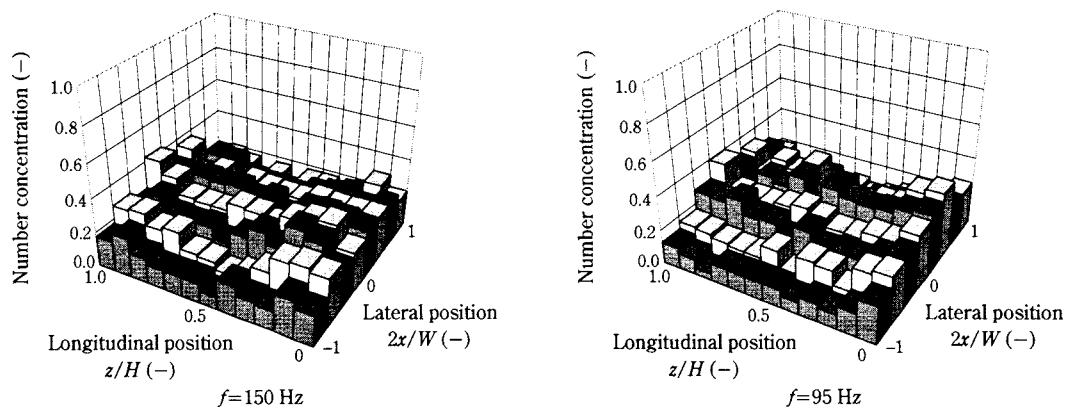 Number concentration (−)
1.0
0.8
0.6
0.4
0.2
0.0
1.0
0.5
0
−1
0
1
Longitudinal position
z/H (−)
Lateral position
2x/W (−)
f=150 Hz
Number concentration (−)
1.0
0.8
0.6
0.4
0.2
0.0
1.0
0.5
0
−1
0
1
Longitudinal position
z/H (−)
Lateral position
2x/W (−)
f=95 Hz